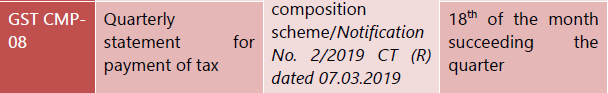 GST CMP-
08
Quarterly
statement for
payment of tax
composition
scheme/Notification
No. 2/2019 CT (R)
dated 07.03.2019
18th of the month
succeeding the
quarter